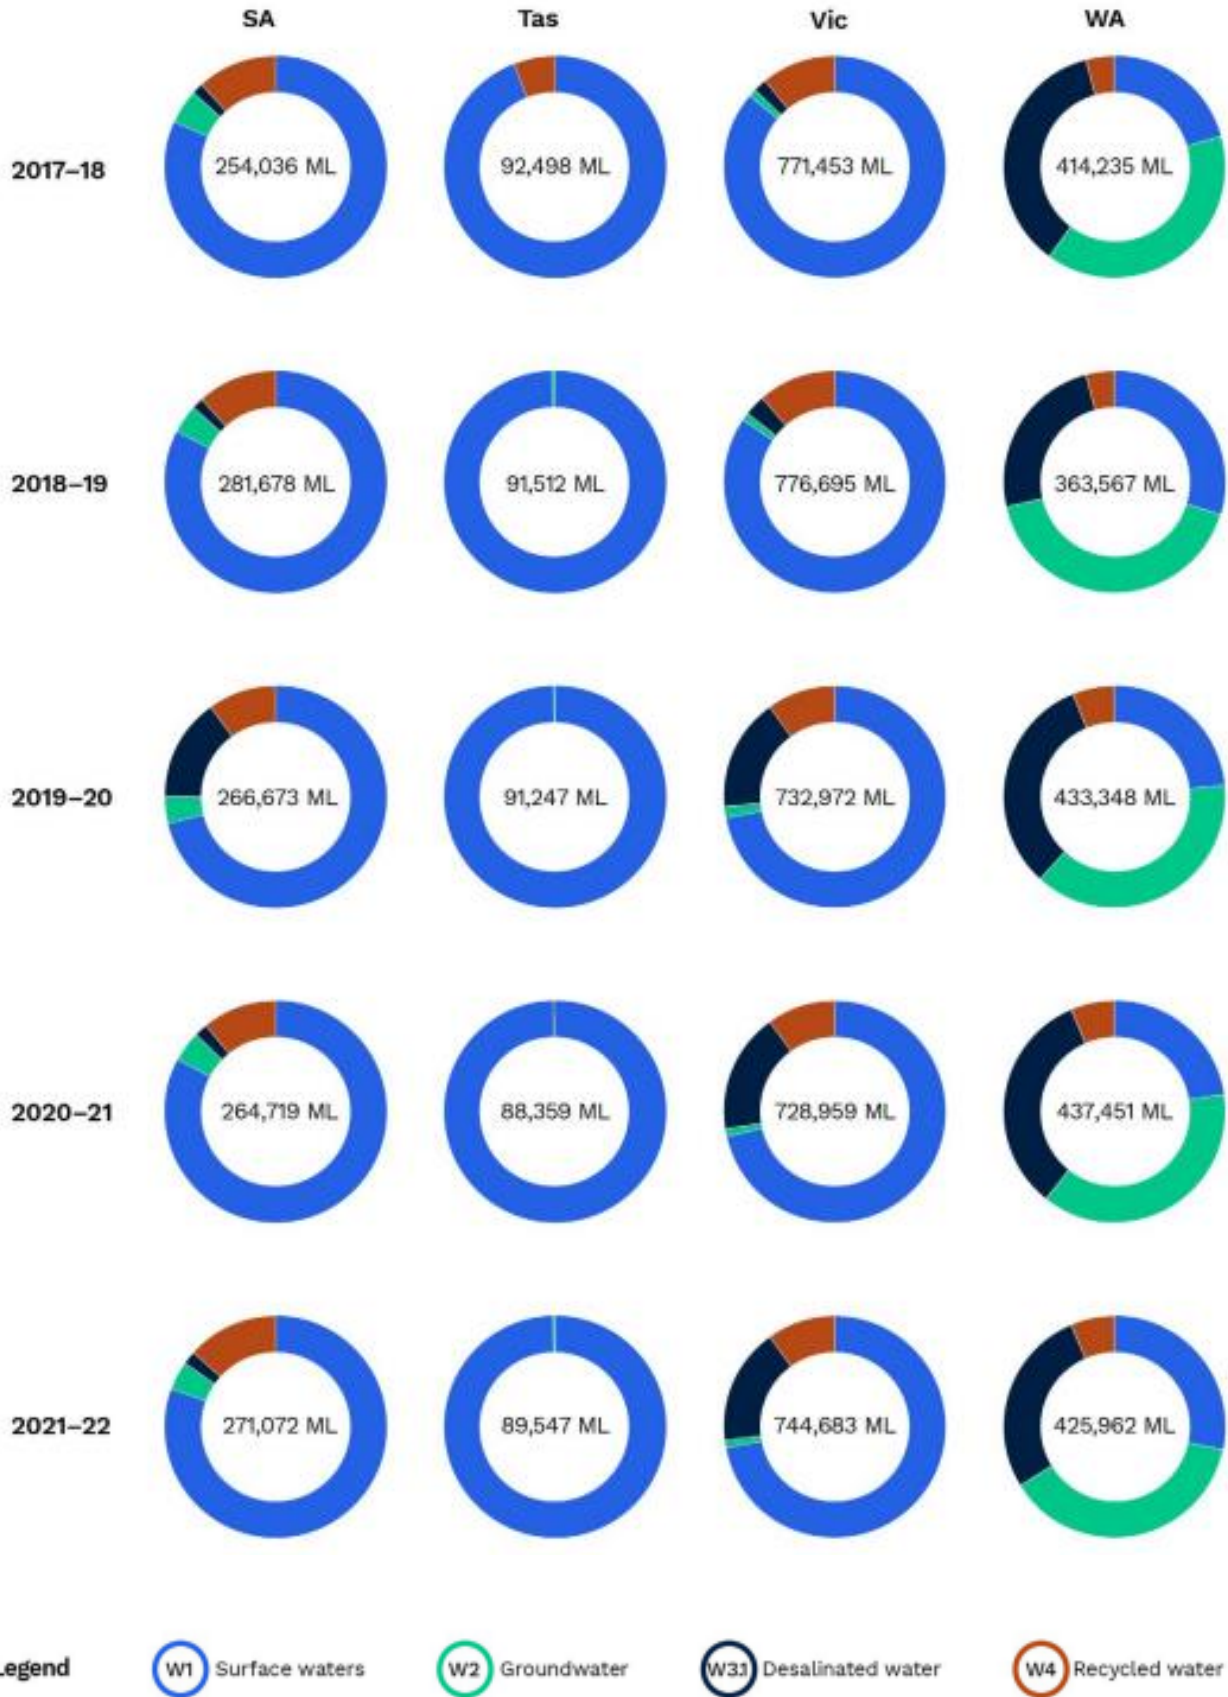 SA Tas Vic WA
2017–18 254,036 ML 92,498 ML 771,453 ML 414,235 ML
2018–19 281,678 ML 91,512 ML 776,695 ML 363,567 ML
2019–20 266,673 ML 91,247 ML 732,972 ML 433,348 ML
2020–21 264,719 ML 88,359 ML 728,959 ML 437,451 ML
2021–22 271,072 ML 89,547 ML 744,683 ML 425,962 ML
Legend W1 Surface waters W2 Groundwater W3.1 Desalinated water W4 Recycled water